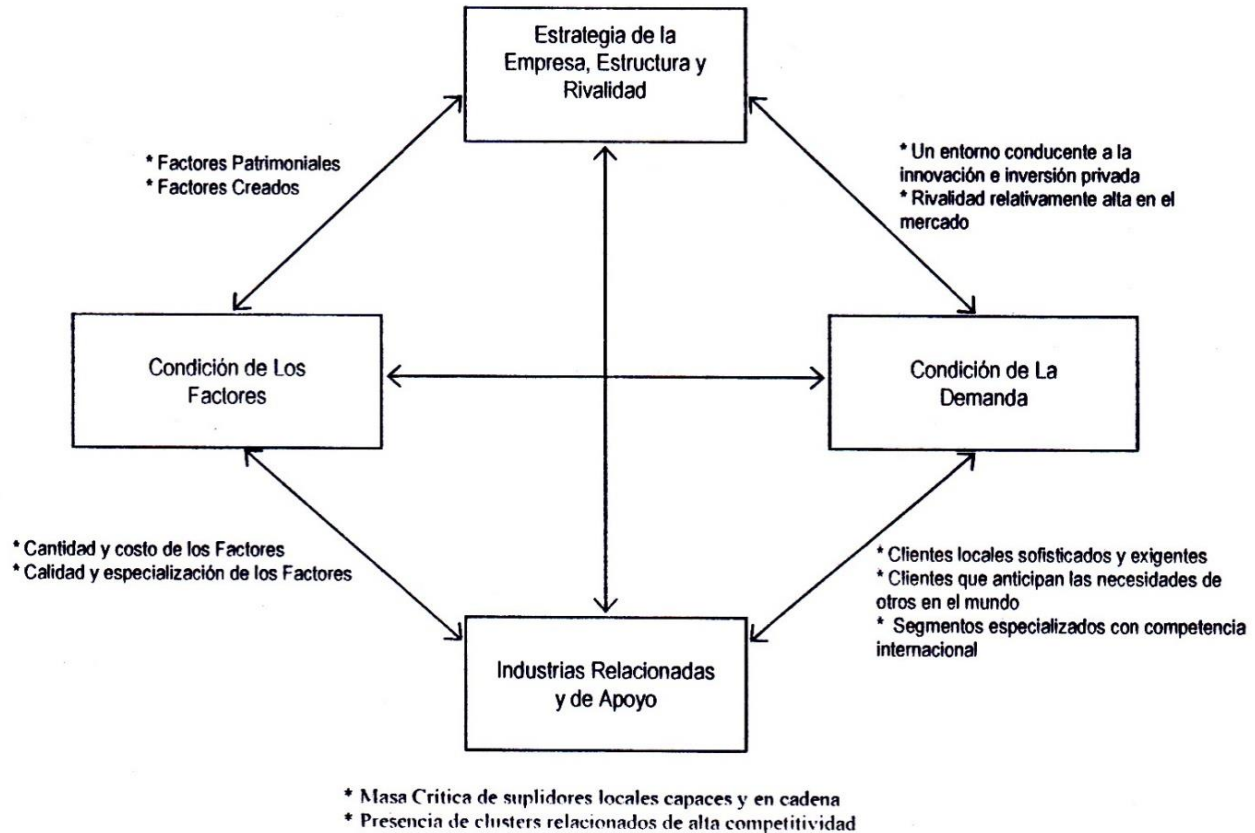 Estrategia de la
Empresa, Estructura y
Rivalidad
* Factores Patrimoniales
* Factores Creados
* Un entorno conducente a la
innovación e inversión privada
* Rivalidad relativamente alta en el
mercado
Condición de Los
Factores
Condición de La
Demanda
* Cantidad y costo de los Factores
* Calidad y especialización de los Factores
* Clientes locales sofisticados y exigentes
* Clientes que anticipan las necesidades de
otros en el mundo
* Segmentos especializados con competencia
internacional
Industrias Relacionadas
y de Apoyo
* Masa Critica de suplidores locales capaces y en cadena
* Presencia de clusters relacionados de alta competitividad